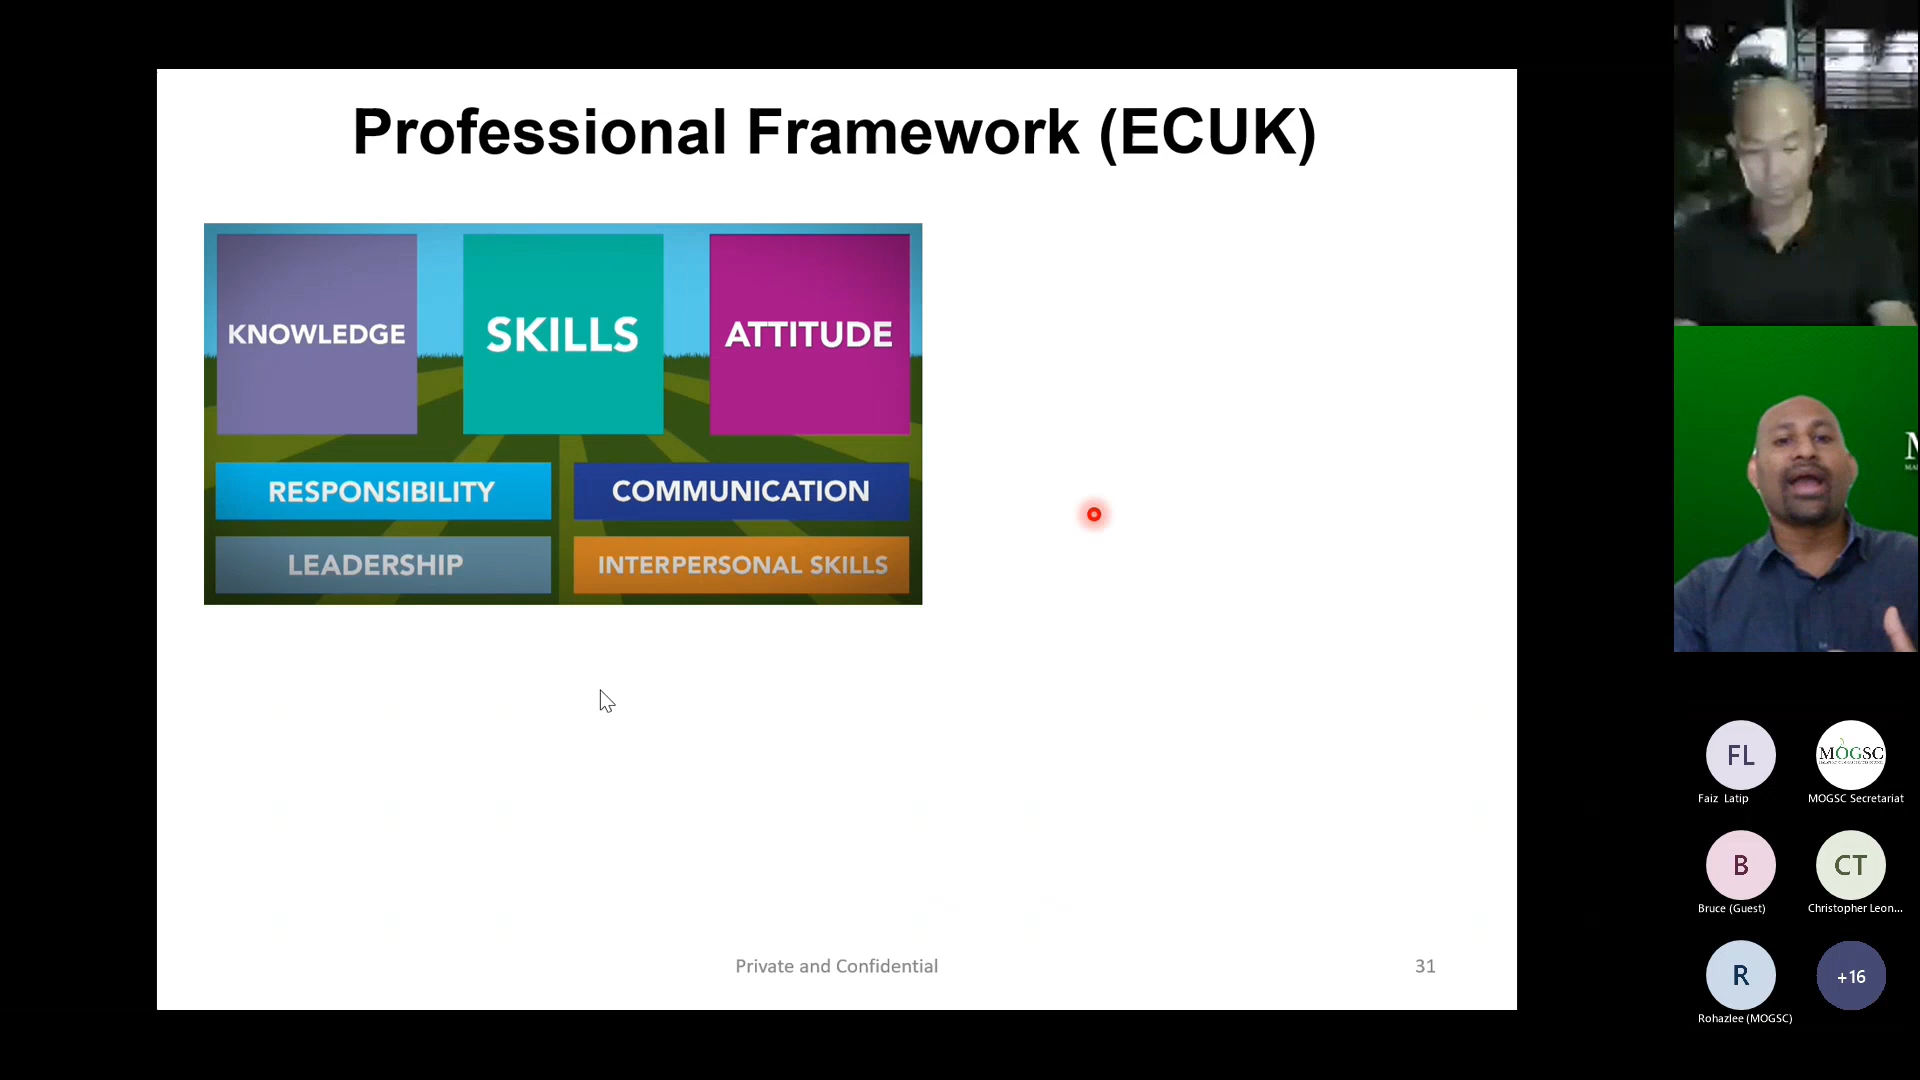 Professional Framework (ECUK)
KNOWLEDGE
SKILLS
ATTITUDE
RESPONSIBILITY
COMMUNICATION
LEADERSHIP
INTERPERSONAL SKILLS
Private and Confidential
31
M
FL
Faiz Latip
MOGSC
MOGSC Secretariat
B
Bruce (Guest)
CT
Christopher Leon...
R
Rohazlee (MOGSC)
+16